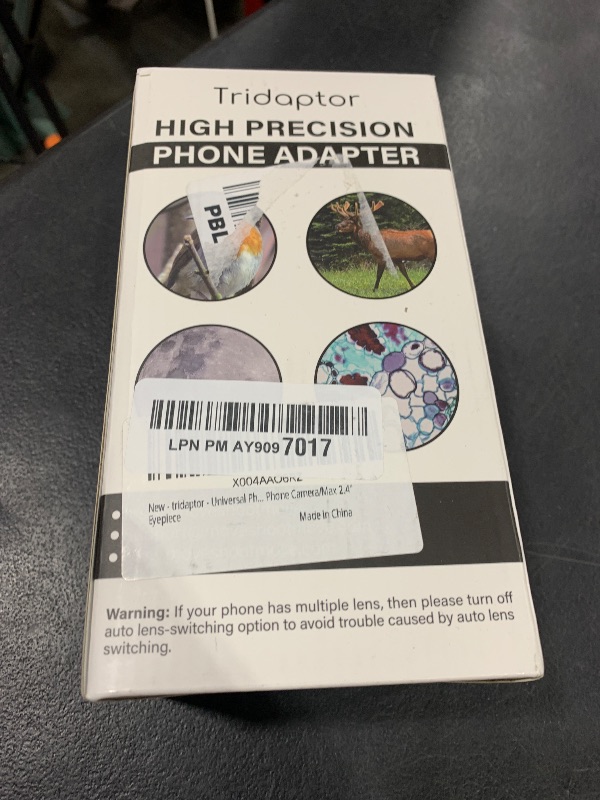 Tridaptor
HIGH PRECISION
PHONE ADAPTER
PBL
LPN PM AY9097017
X004AAO6RZ
New - tridaptor - Universal Ph... Phone Camera/Max 2.4"
Eyepiece
Made in China
Warning: If your phone has multiple lens, then please turn off
auto lens-switching option to avoid trouble caused by auto lens
switching.